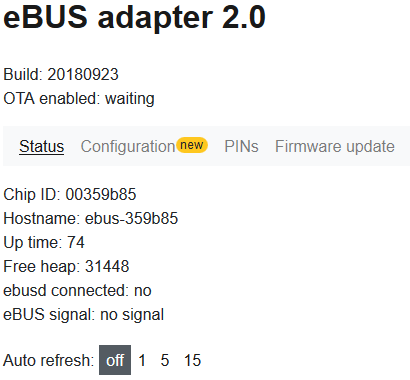 eBUS adapter 2.0
Build: 20180923
OTA enabled: waiting
Status Configuration new PINs Firmware update
Chip ID: 00359b85
Hostname: ebus-359b85
Up time: 74
Free heap: 31448
ebusd connected: no
eBUS signal: no signal
Auto refresh: off 1 5 15